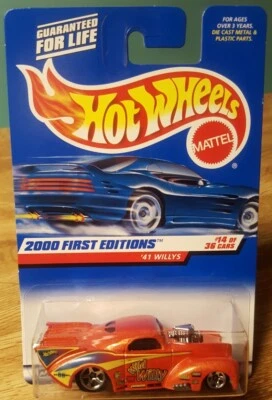 GUARANTEED
FOR LIFE
FOR AGES
OVER 3 YEARS.
DIE CAST METAL &
PLASTIC PARTS.
HOT WHEELS
MATTEL
2000 FIRST EDITIONS™
'41 WILLYS
#14 OF
36 CARS